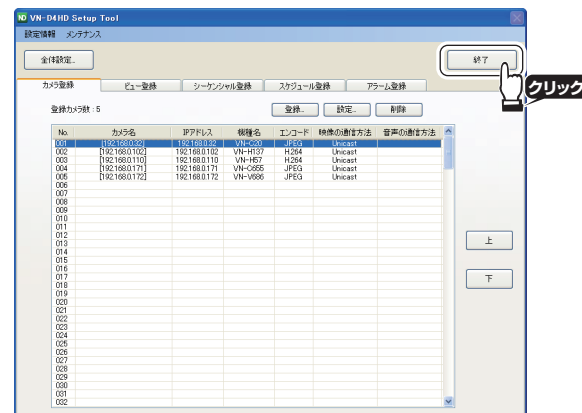 VN-D4HD Setup Tool
設定情報 メンテナンス
全体設定... 終了
クリック
カメラ登録 ビュー登録 シーケンシャル登録 スケジュール登録 アラーム登録
登録カメラ数 : 5 登録... 設定... 削除
No. カメラ名 IPアドレス 機種名 エンコード 映像の通信方法 音声の通信方法
001 [192.168.0.32] 192.168.0.32 VN-C20 JPEG Unicast
002 [192.168.0.102] 192.168.0.102 VN-H137 H.264 Unicast
003 [192.168.0.110] 192.168.0.110 VN-H57 H.264 Unicast
004 [192.168.0.171] 192.168.0.171 VN-C655 JPEG Unicast
005 [192.168.0.172] 192.168.0.172 VN-V686 JPEG Unicast
006
007
008
009
010
011
012
013 上
014
015
016
017 下
018
019
020
021
022
023
024
025
026
027
028
029
030
031
032